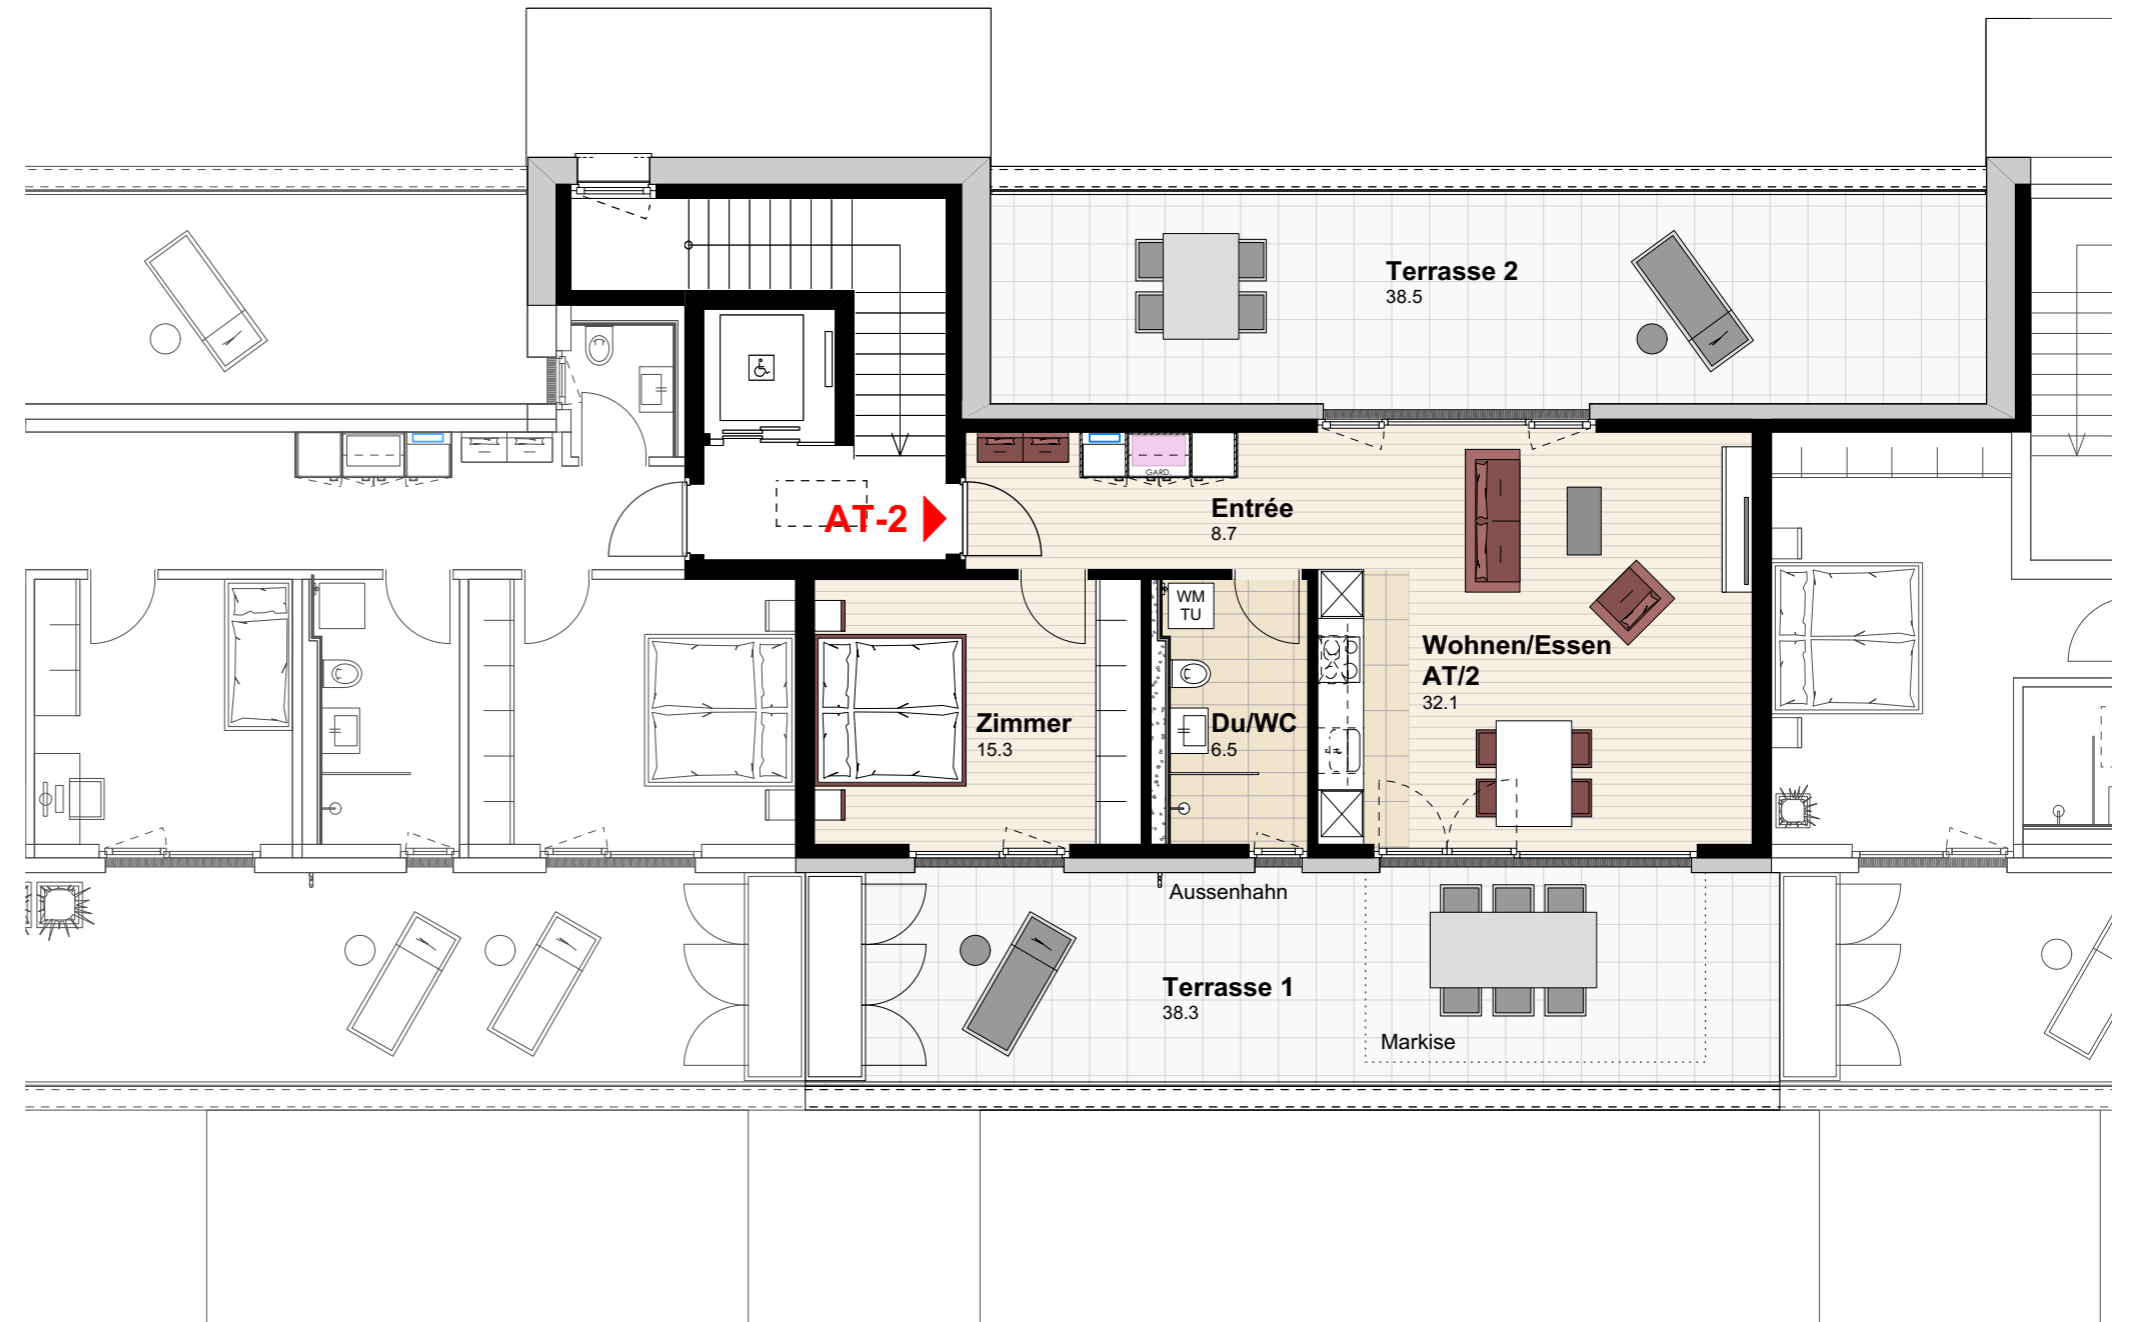 Terrasse 2
38.5
GARD.
AT-2
Entrée
8.7
WM
TU
Wohnen/Essen
AT/2
32.1
Zimmer
15.3
Du/WC
6.5
Aussenhahn
Terrasse 1
38.3
Markise